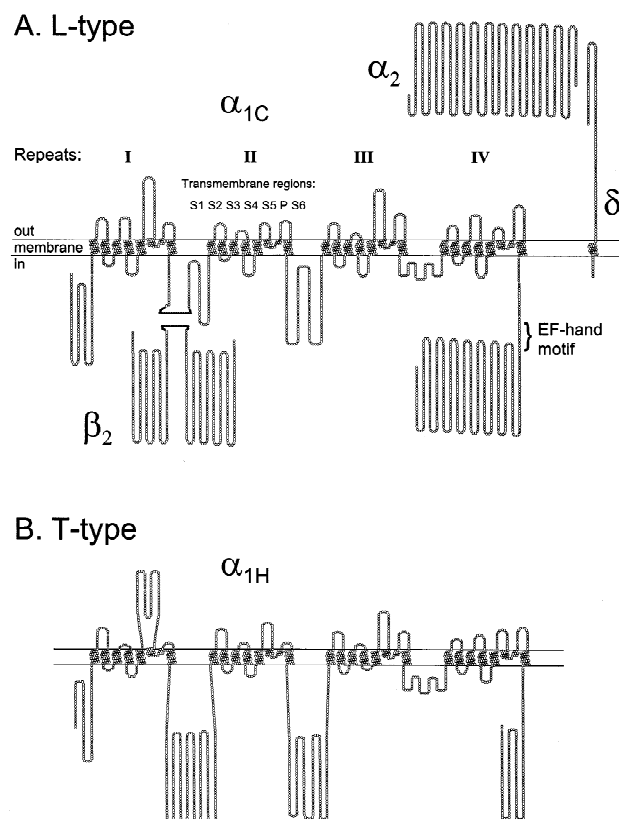 A. L-type
α2
α1C
Repeats: I II III IV
Transmembrane regions:
S1 S2 S3 S4 S5 P S6
δ
out
membrane
in
EF-hand
motif
β2
B. T-type
α1H